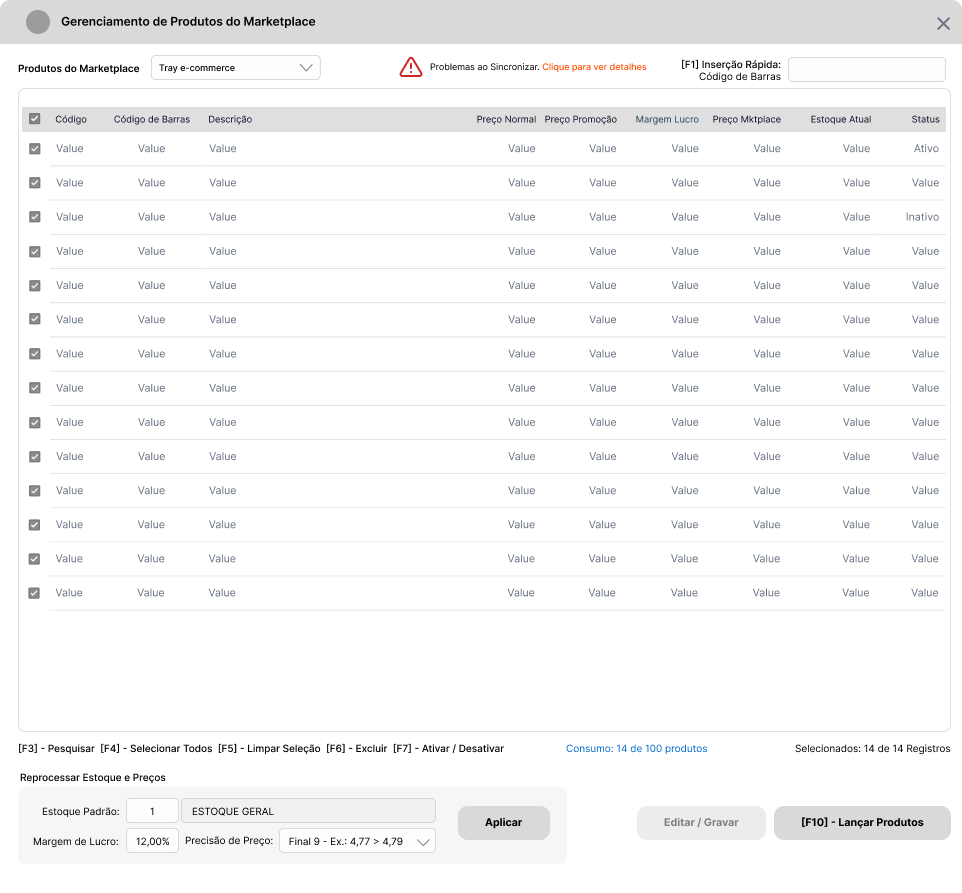 Gerenciamento de Produtos do Marketplace
Produtos do Marketplace Tray e-commerce Problemas ao Sincronizar. Clique para ver detalhes [F1] Inserção Rápida:
Código de Barras
Código Código de Barras Descrição Preço Normal Preço Promoção Margem Lucro Preço Mktplace Estoque Atual Status
Value Value Value Value Value Value Value Value Ativo
Value Value Value Value Value Value Value Value Value
Value Value Value Value Value Value Value Value Inativo
Value Value Value Value Value Value Value Value Value
Value Value Value Value Value Value Value Value Value
Value Value Value Value Value Value Value Value Value
Value Value Value Value Value Value Value Value Value
Value Value Value Value Value Value Value Value Value
Value Value Value Value Value Value Value Value Value
Value Value Value Value Value Value Value Value Value
Value Value Value Value Value Value Value Value Value
Value Value Value Value Value Value Value Value Value
Value Value Value Value Value Value Value Value Value
Value Value Value Value Value Value Value Value Value
[F3] - Pesquisar [F4] - Selecionar Todos [F5] - Limpar Seleção [F6] - Excluir [F7] - Ativar / Desativar Consumo: 14 de 100 produtos Selecionados: 14 de 14 Registros
Reprocessar Estoque e Preços
Estoque Padrão: 1 ESTOQUE GERAL
Aplicar Editar / Gravar [F10] - Lançar Produtos
Margem de Lucro: 12,00% Precisão de Preço: Final 9 - Ex.: 4,77 > 4,79